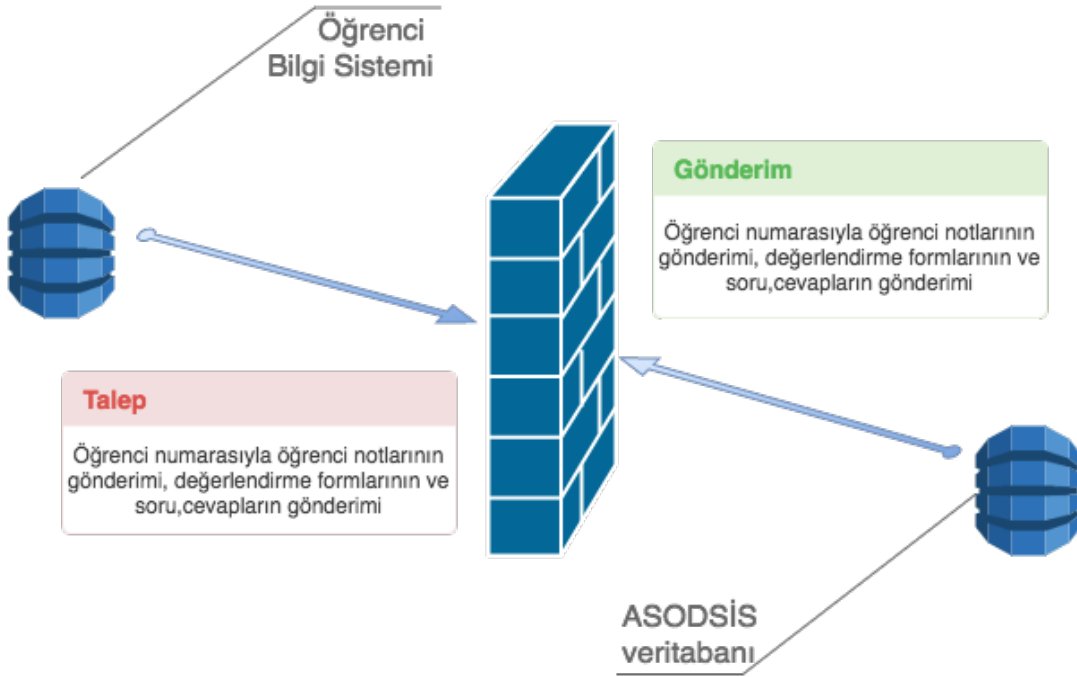 Öğrenci
Bilgi Sistemi
Gönderim
Öğrenci numarasıyla öğrenci notlarının
gönderimi, değerlendirme formlarının ve
soru,cevapların gönderimi
Talep
Öğrenci numarasıyla öğrenci notlarının
gönderimi, değerlendirme formlarının ve
soru,cevapların gönderimi
ASODSİS
veritabanı